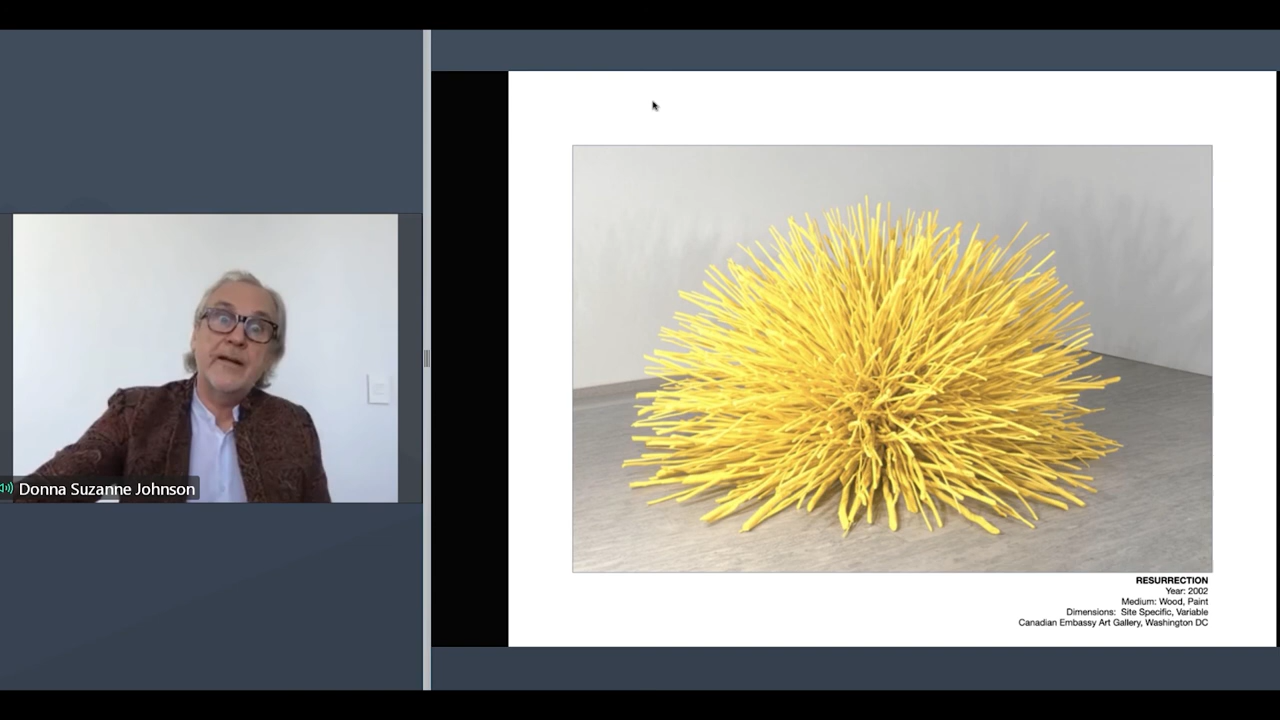 Donna Suzanne Johnson
RESURRECTION
Year: 2002
Medium: Wood, Paint
Dimensions: Site Specific, Variable
Canadian Embassy Art Gallery, Washington DC